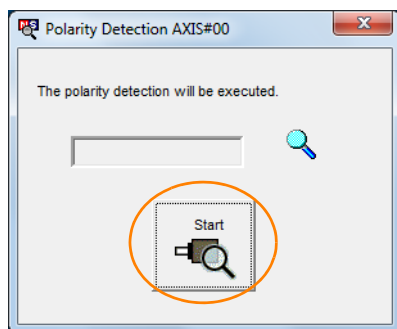 Polarity Detection AXIS#00
The polarity detection will be executed.
Start